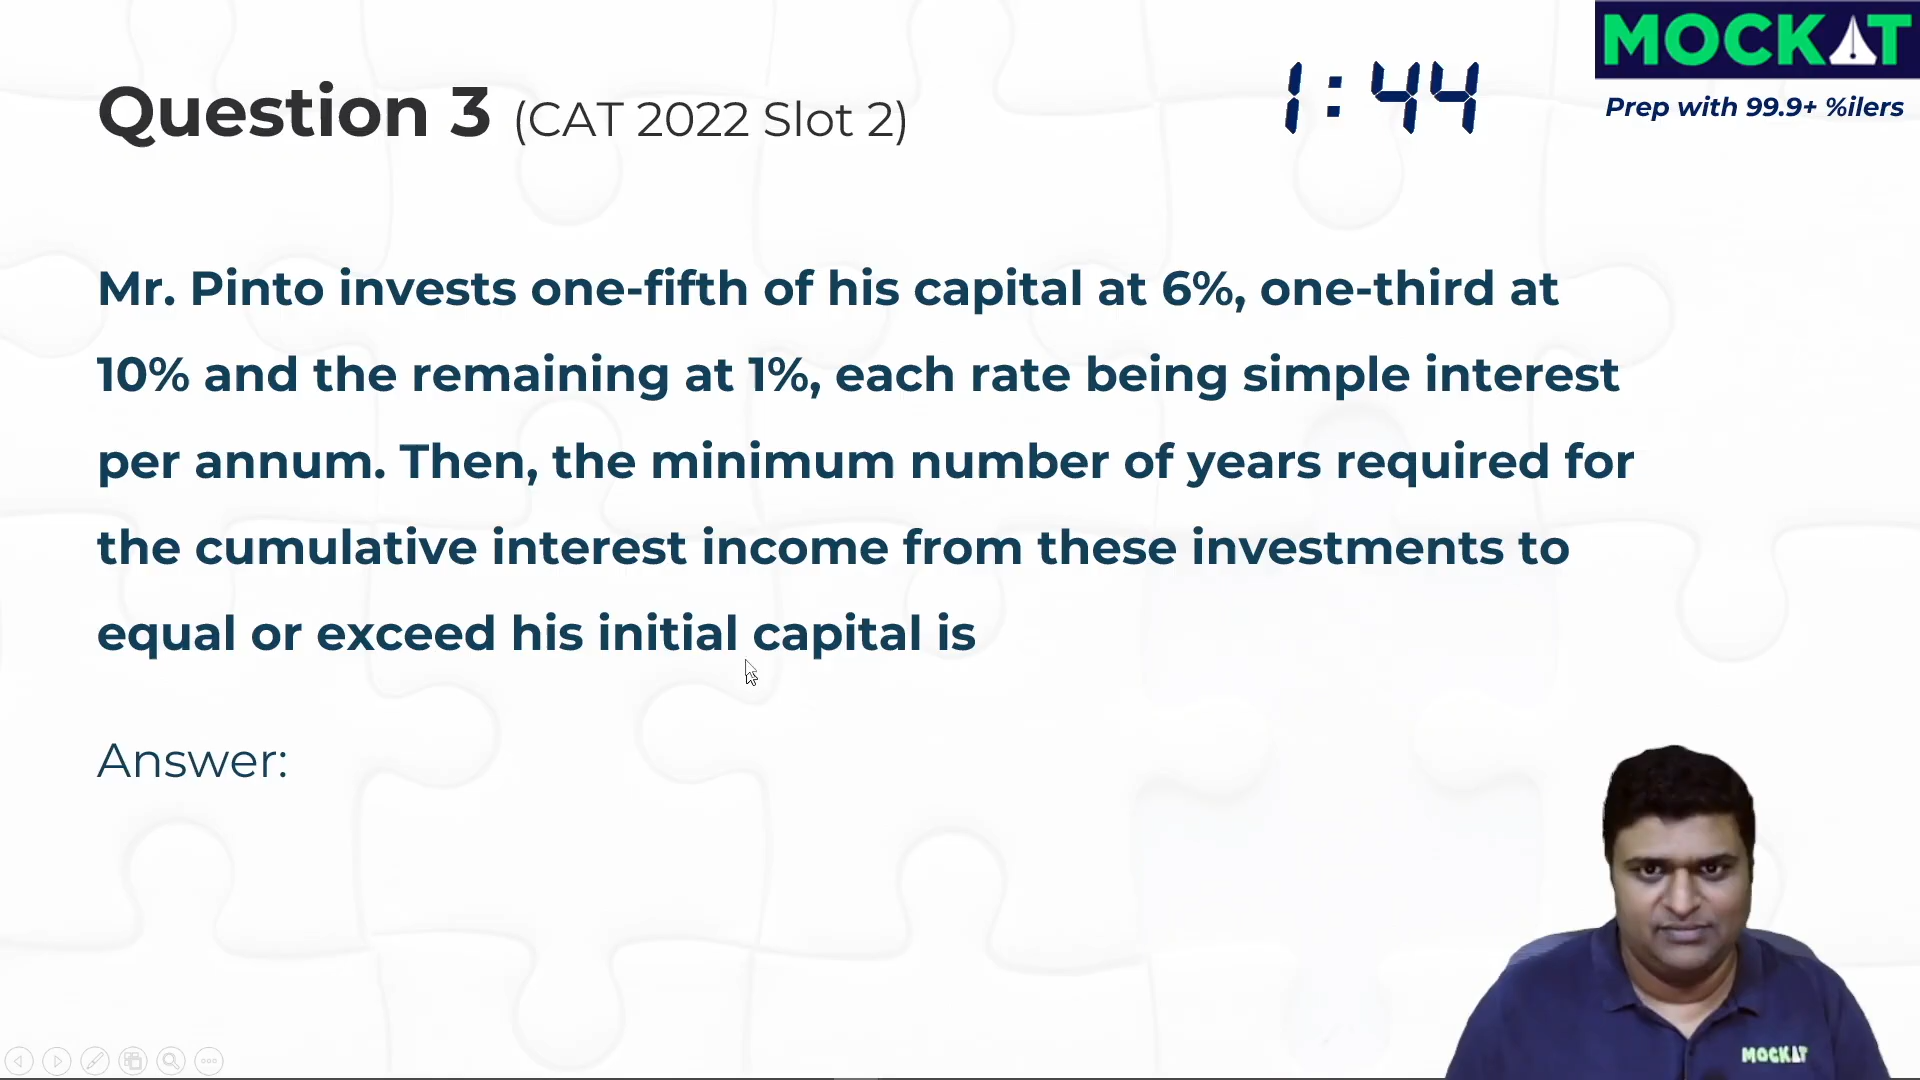 MOCKAT
Question 3 (CAT 2022 Slot 2)
1:44
Prep with 99.9+ %ilers
Mr. Pinto invests one-fifth of his capital at 6%, one-third at
10% and the remaining at 1%, each rate being simple interest
per annum. Then, the minimum number of years required for
the cumulative interest income from these investments to
equal or exceed his initial capital is
Answer:
MOCKAT